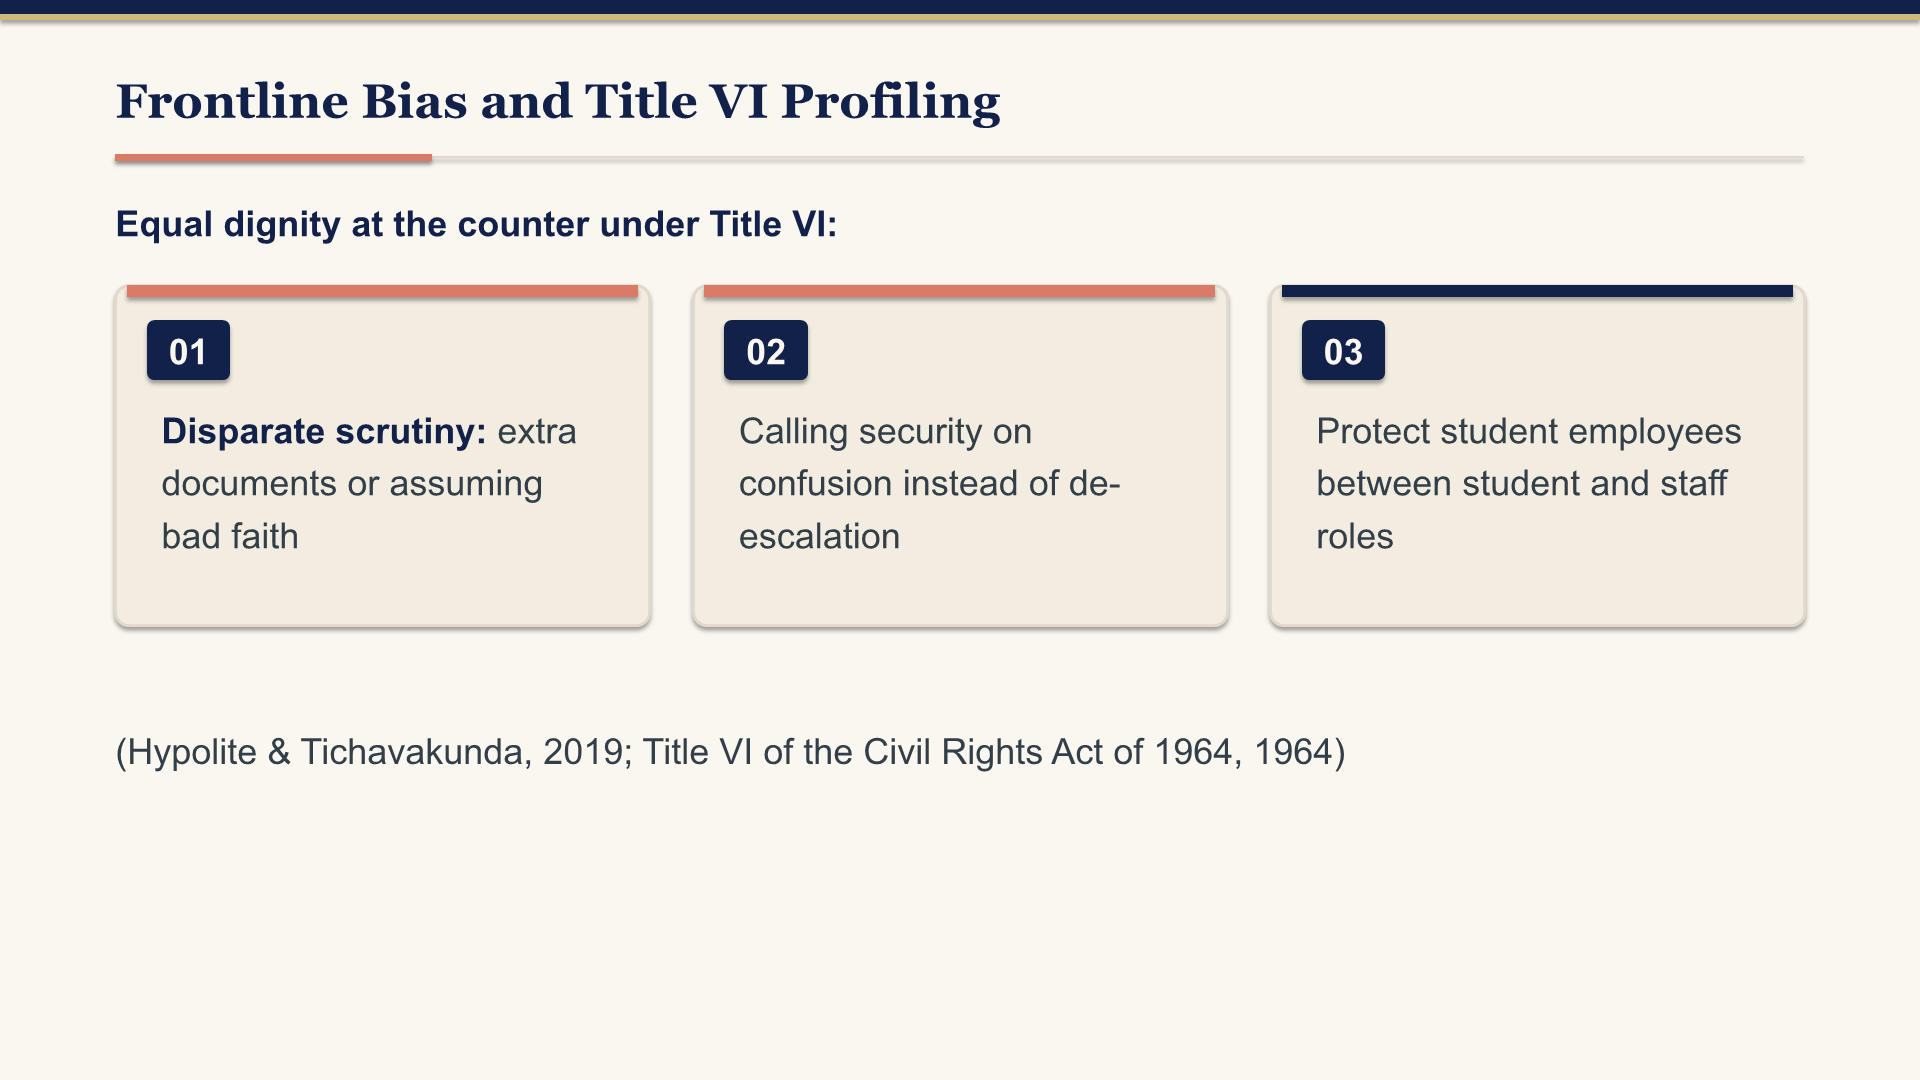 Frontline Bias and Title VI Profiling
Equal dignity at the counter under Title VI:
01
Disparate scrutiny: extra
documents or assuming
bad faith
02
Calling security on
confusion instead of de-
escalation
03
Protect student employees
between student and staff
roles
(Hypolite & Tichavakunda, 2019; Title VI of the Civil Rights Act of 1964, 1964)